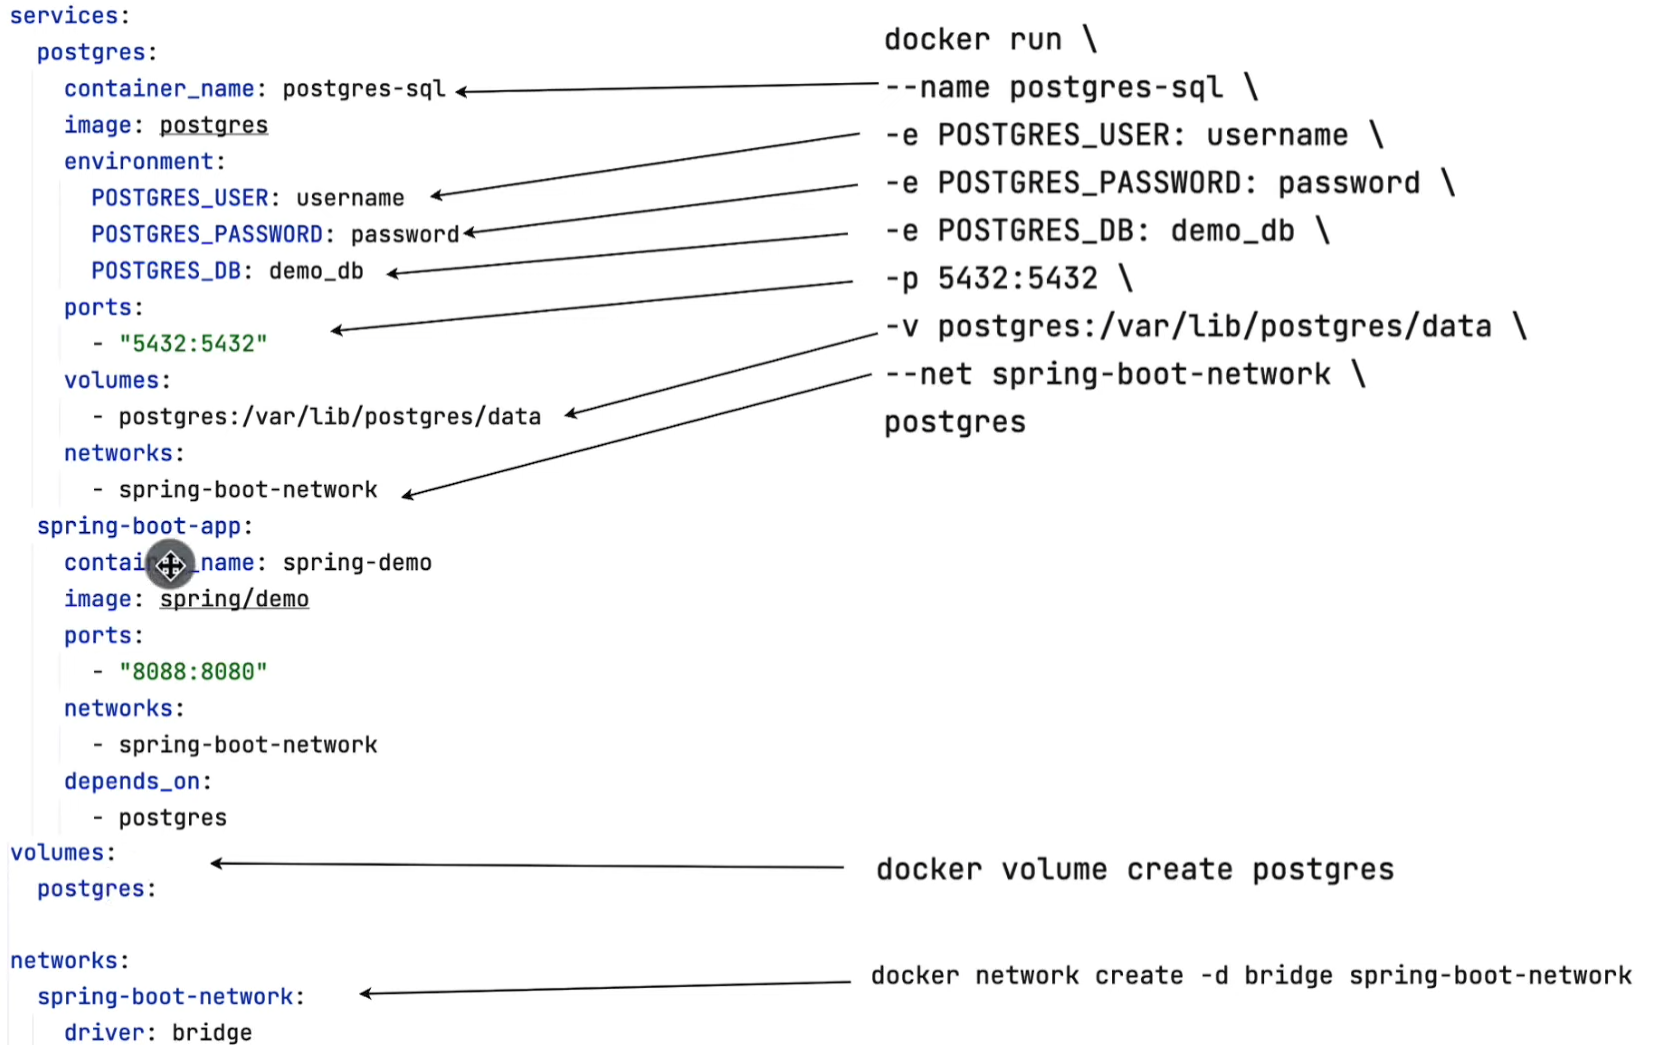 services:
  postgres:
    container_name: postgres-sql
    image: postgres
    environment:
      POSTGRES_USER: username
      POSTGRES_PASSWORD: password
      POSTGRES_DB: demo_db
    ports:
      - "5432:5432"
    volumes:
      - postgres:/var/lib/postgres/data
    networks:
      - spring-boot-network
  spring-boot-app:
    contai _name: spring-demo
    image: spring/demo
    ports:
      - "8088:8080"
    networks:
      - spring-boot-network
    depends_on:
      - postgres
volumes:
  postgres:
networks:
  spring-boot-network:
    driver: bridge
docker run \
--name postgres-sql \
-e POSTGRES_USER: username \
-e POSTGRES_PASSWORD: password \
-e POSTGRES_DB: demo_db \
-p 5432:5432 \
-v postgres:/var/lib/postgres/data \
--net spring-boot-network \
postgres
docker volume create postgres
docker network create -d bridge spring-boot-network